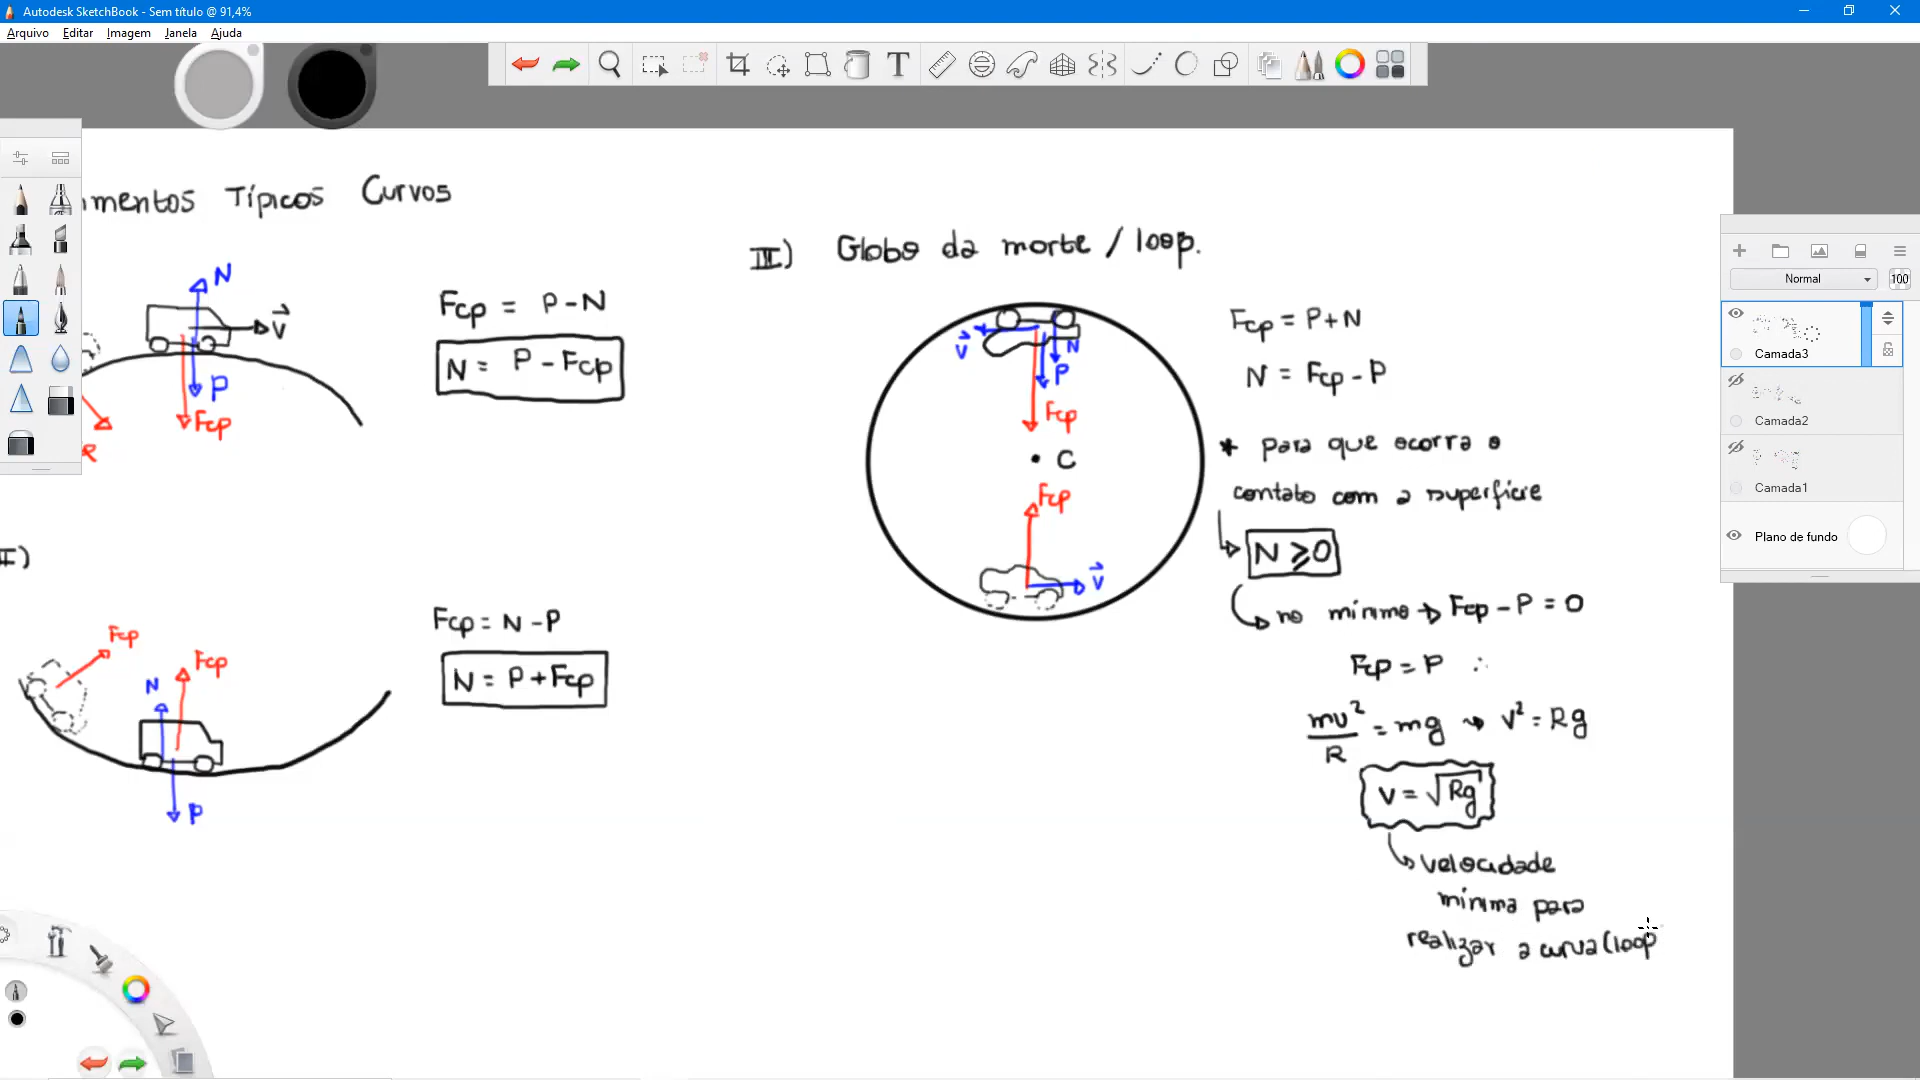 Autodesk SketchBook - Sem título @ 91,4%
Arquivo Editar Imagem Janela Ajuda
T
mentos Típicos Curvos
N
V
P
Fcp
R
Fcp = P - N
N = P - Fcp
II)
Fcp
Fcp
N
P
Fcp = N - P
N = P + Fcp
III) Globo da morte / loop.
V
N
P
Fcp
C
Fcp
V
Fcp = P + N
N = Fcp - P
* para que ocorra o
contato com a superfície
N ⩾ 0
no mínimo → Fcp - P = 0
Fcp = P ∴
mv²/R = mg → v² = Rg
v = √Rg
velocidade
mínima para
realizar a curva (loop
Normal 100
Camada3
Camada2
Camada1
Plano de fundo